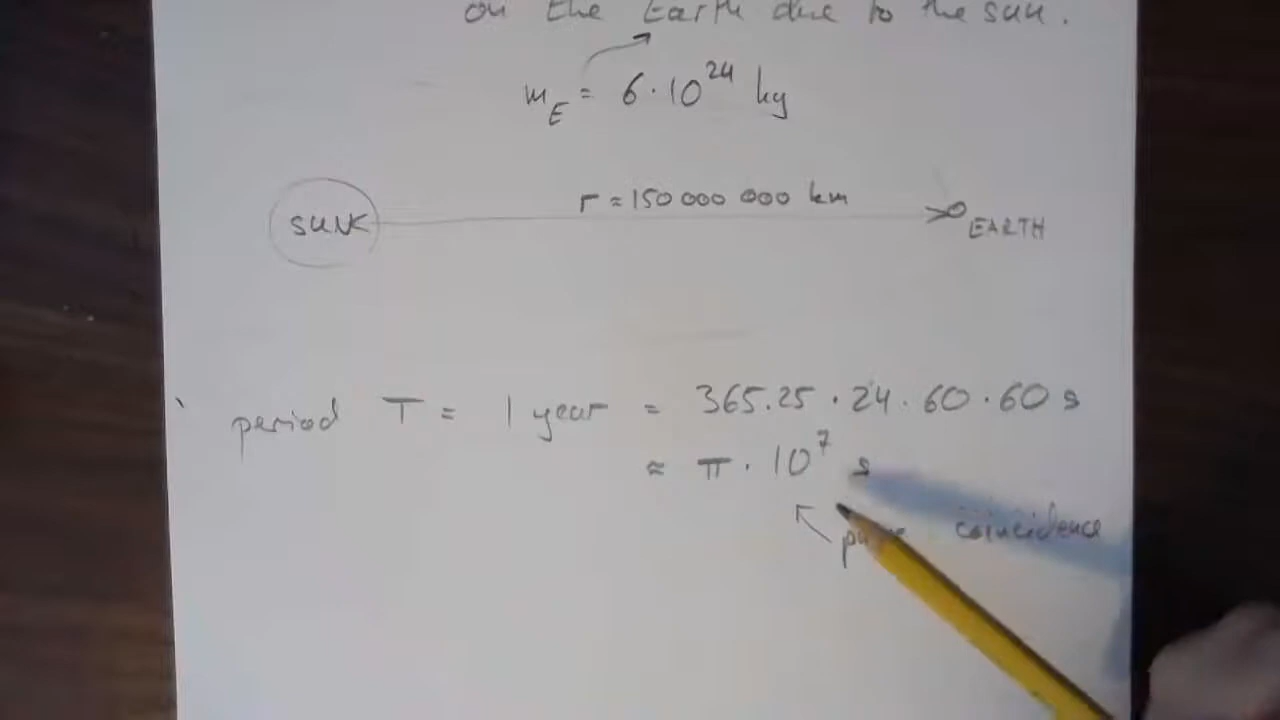 on the Earth due to the sun.
m_E = 6·10^24 kg
r = 150 000 000 km
SUN
EARTH
period T = 1 year = 365.25 · 24 · 60 · 60 s
≈ π · 10^7 s
coincidence